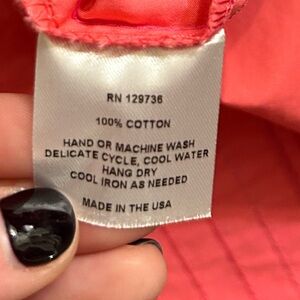 RN 129736
100% COTTON
HAND OR MACHINE WASH
DELICATE CYCLE, COOL WATER
HANG DRY
COOL IRON AS NEEDED
MADE IN THE USA